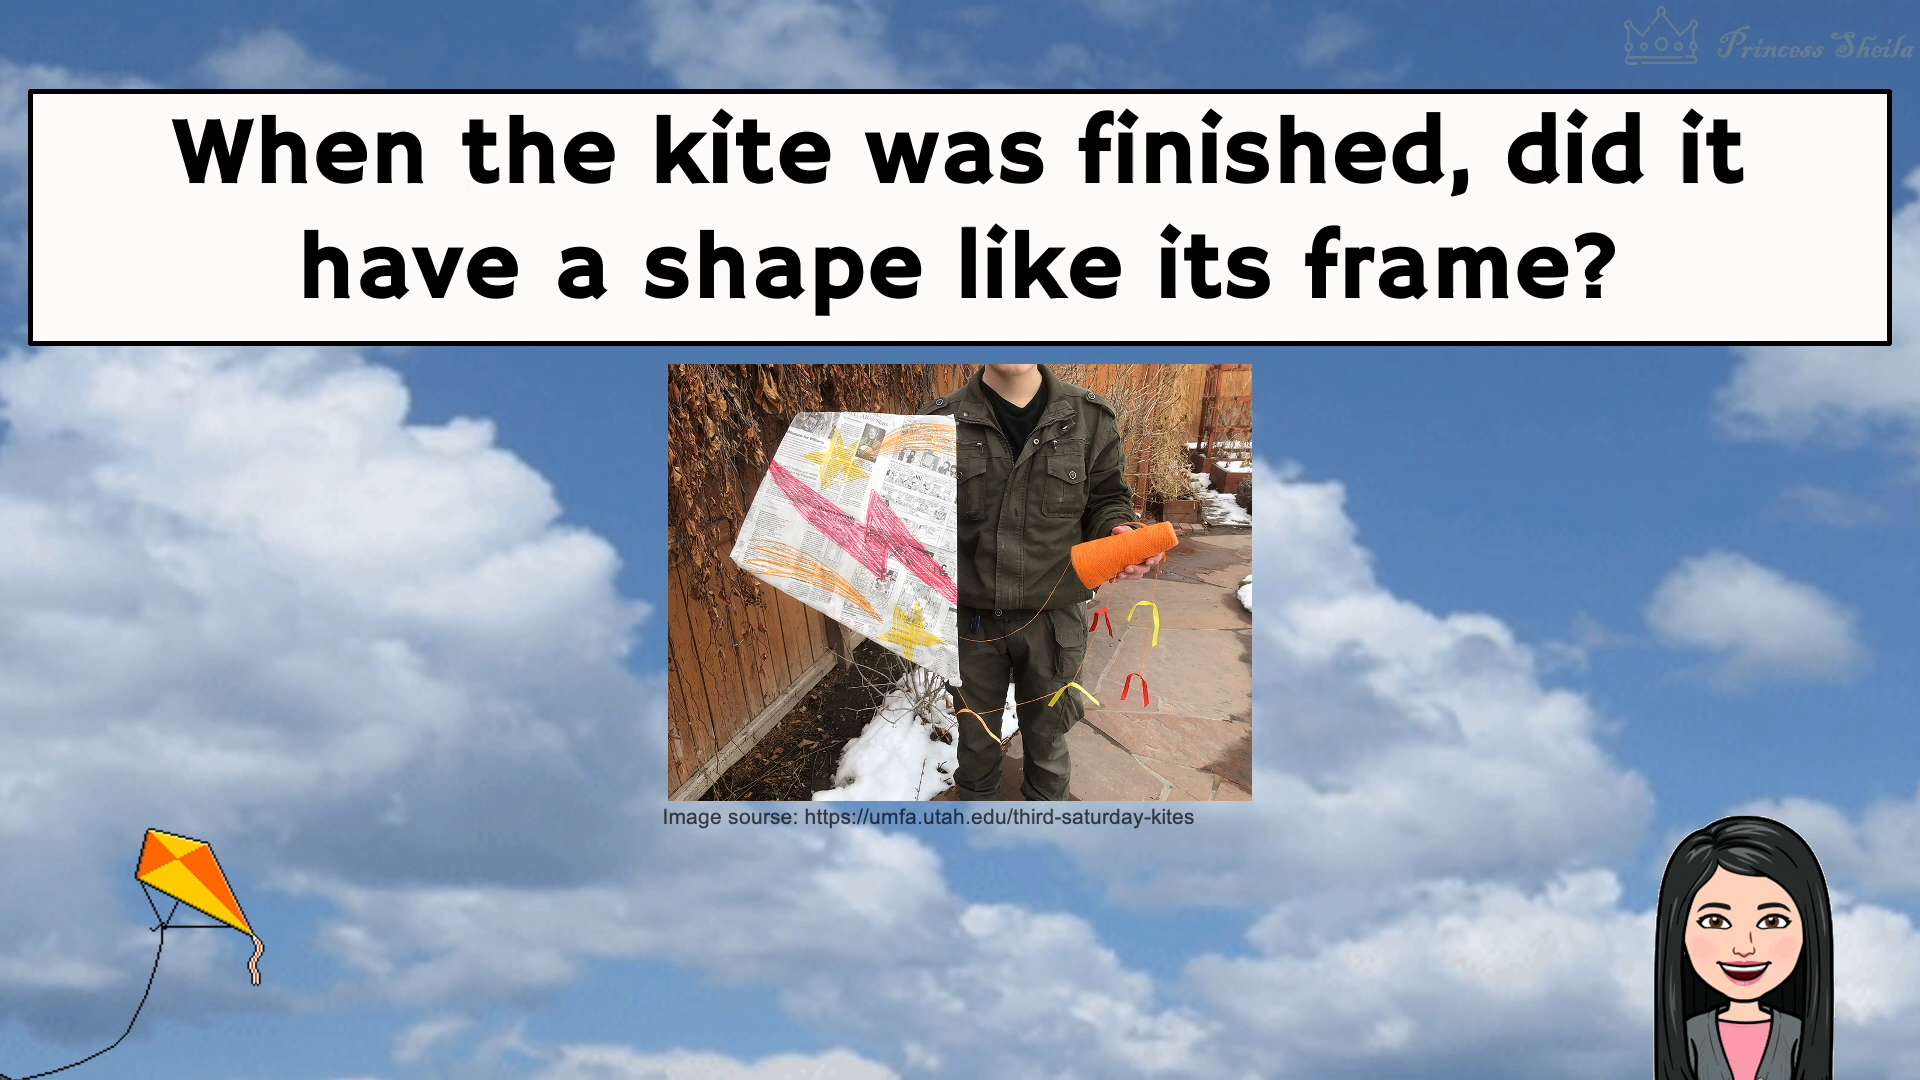 Princess Sheila
When the kite was finished, did it
have a shape like its frame?
Image sourse: https://umfa.utah.edu/third-saturday-kites